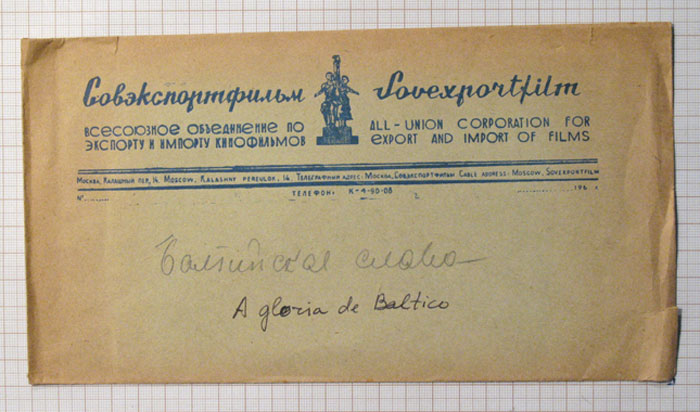 Совэкспортфильм
Sovexportfilm
ВСЕСОЮЗНОЕ ОБЪЕДИНЕНИЕ ПО
ЭКСПОРТУ И ИМПОРТУ КИНОФИЛЬМОВ
ALL-UNION CORPORATION FOR
EXPORT AND IMPORT OF FILMS
Москва, Калашный пер., 14. Moscow, Kalashny pereulok, 14. Телеграфный адрес: Москва, Совэкспортфильм Cable address: Moscow, Sovexportfilm
№ ТЕЛЕФОН: К-4-90-08 196 г.
Балтийская слава
A gloria de Baltico